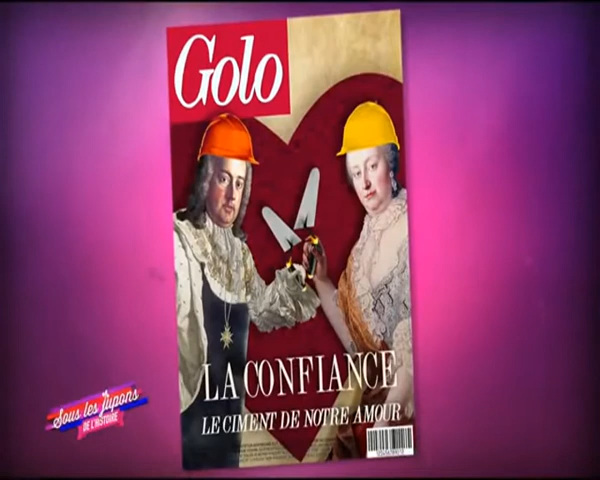 Golo
LA CONFIANCE
LE CIMENT DE NOTRE AMOUR
Sous les jupons
DE L'HISTOIRE